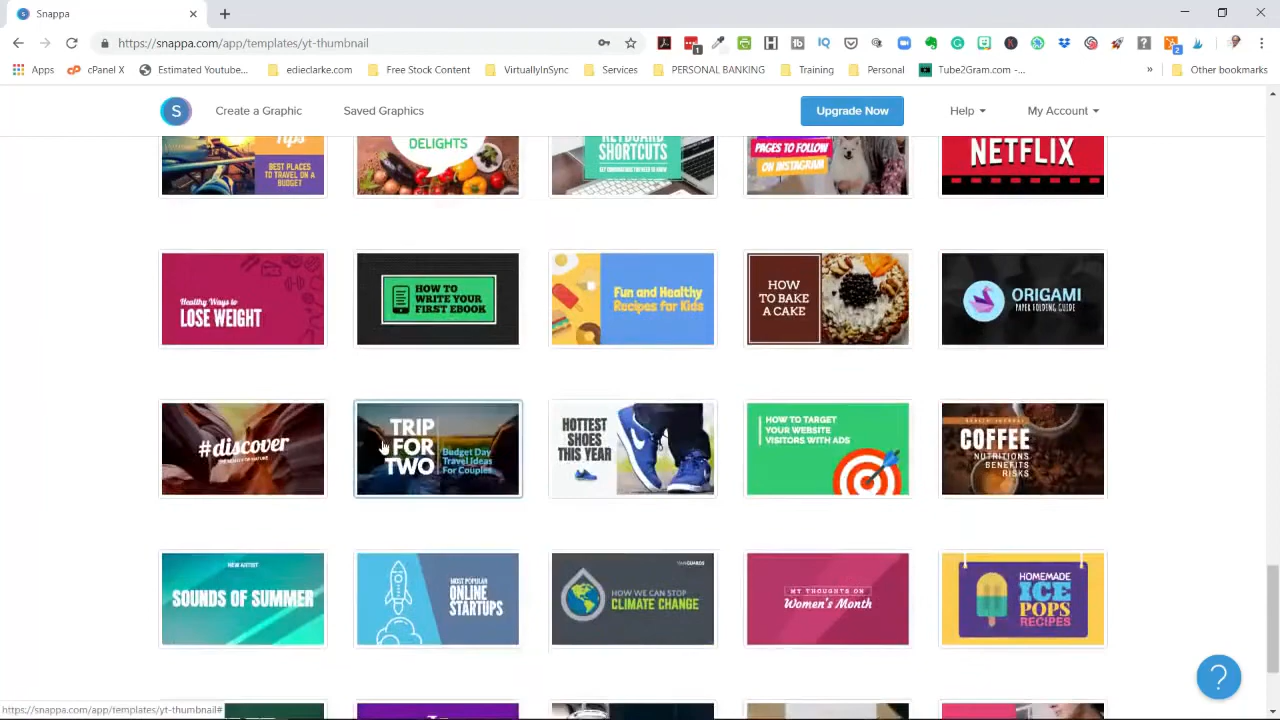 Snappa
https://snappa.com/app/templates/yt-thumbnail
1
2
Apps
cPanel X
Estimated Youtube...
edieclarke.com
Free Stock Content
VirtuallyInSync
Services
PERSONAL BANKING
Training
Personal
Tube2Gram.com -...
»
Other bookmarks
S
Create a Graphic
Saved Graphics
Upgrade Now
Help
My Account
Tips
BEST PLACES
TO TRAVEL ON A
BUDGET
DELIGHTS
KEYBOARD
SHORTCUTS
PAGES TO FOLLOW
ON INSTAGRAM
NETFLIX
Healthy Ways to
LOSE WEIGHT
HOW TO
WRITE YOUR
FIRST EBOOK
Fun and Healthy
Recipes for Kids
HOW
TO BAKE
A CAKE
ORIGAMI
PAPER FOLDING GUIDE
#discover
TRIP
FOR
TWO
Budget Day
Travel Ideas
For Couples
HOTTEST
SHOES
THIS YEAR
HOW TO TARGET
YOUR WEBSITE
VISITORS WITH ADS
COFFEE
NUTRITIONS
BENEFITS
RISKS
NEW ARTIST
SOUNDS OF SUMMER
MOST POPULAR
ONLINE
STARTUPS
HOW WE CAN STOP
CLIMATE CHANGE
MY THOUGHTS ON
Women's Month
HOMEMADE
ICE
POPS
RECIPES
?
https://snappa.com/app/templates/yt-thumbnail#